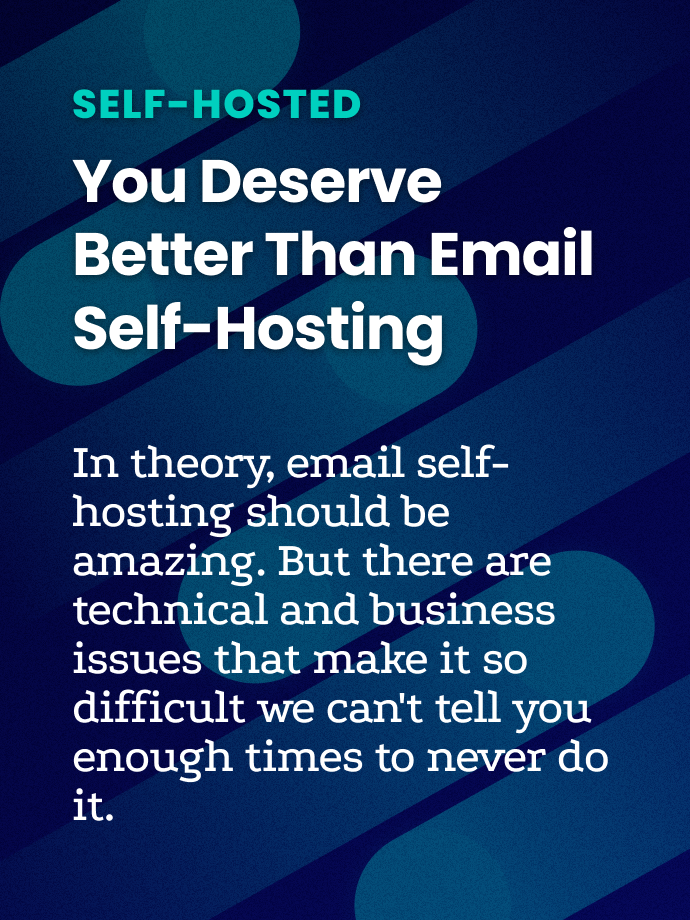 SELF-HOSTED
You Deserve
Better Than Email
Self-Hosting
In theory, email self-
hosting should be
amazing. But there are
technical and business
issues that make it so
difficult we can't tell you
enough times to never do
it.